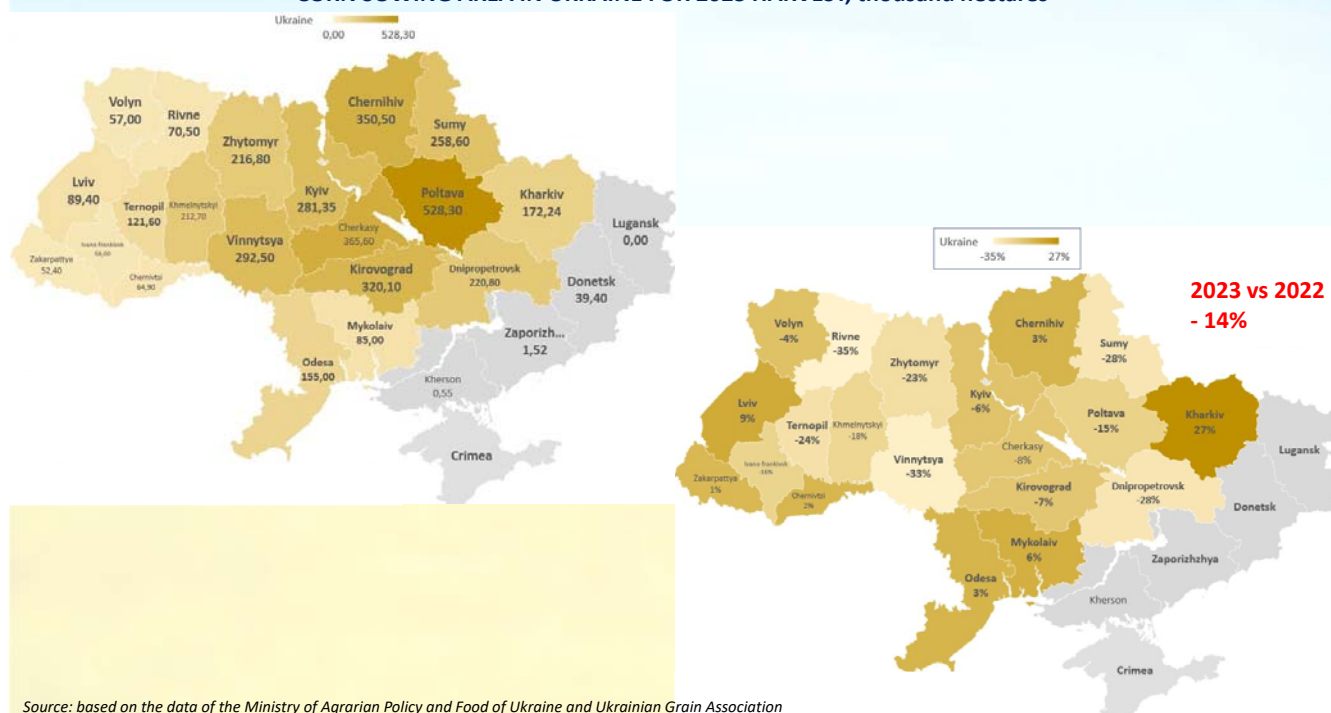 Ukraine
0,00 528,30
Volyn
57,00
Rivne
70,50
Zhytomyr
216,80
Chernihiv
350,50
Sumy
258,60
Lviv
89,40
Ternopil
121,60
Khmelnytskyi
212,70
Kyiv
281,35
Poltava
528,30
Kharkiv
172,24
Lugansk
0,00
Cherkasy
365,60
Vinnytsya
292,50
Ivano frankivsk
Zakarpattya
52,40
Chernivtsi
64,90
Kirovograd
320,10
Dnipropetrovsk
220,80
Donetsk
39,40
Mykolaiv
85,00
Zaporizh...
1,52
Odesa
155,00
Kherson
0,55
Crimea
Ukraine
-35% 27%
2023 vs 2022
- 14%
Volyn
-4%
Rivne
-35%
Zhytomyr
-23%
Chernihiv
3%
Sumy
-28%
Lviv
9%
Ternopil
-24%
Khmelnytskyi
-18%
Kyiv
-6%
Poltava
-15%
Kharkiv
27%
Lugansk
Cherkasy
-8%
Vinnytsya
-33%
Ivano frankivsk
Zakarpattya
1%
Chernivtsi
2%
Kirovograd
-7%
Dnipropetrovsk
-28%
Donetsk
Mykolaiv
6%
Zaporizhzhya
Odesa
3%
Kherson
Crimea
Source: based on the data of the Ministry of Agrarian Policy and Food of Ukraine and Ukrainian Grain Association